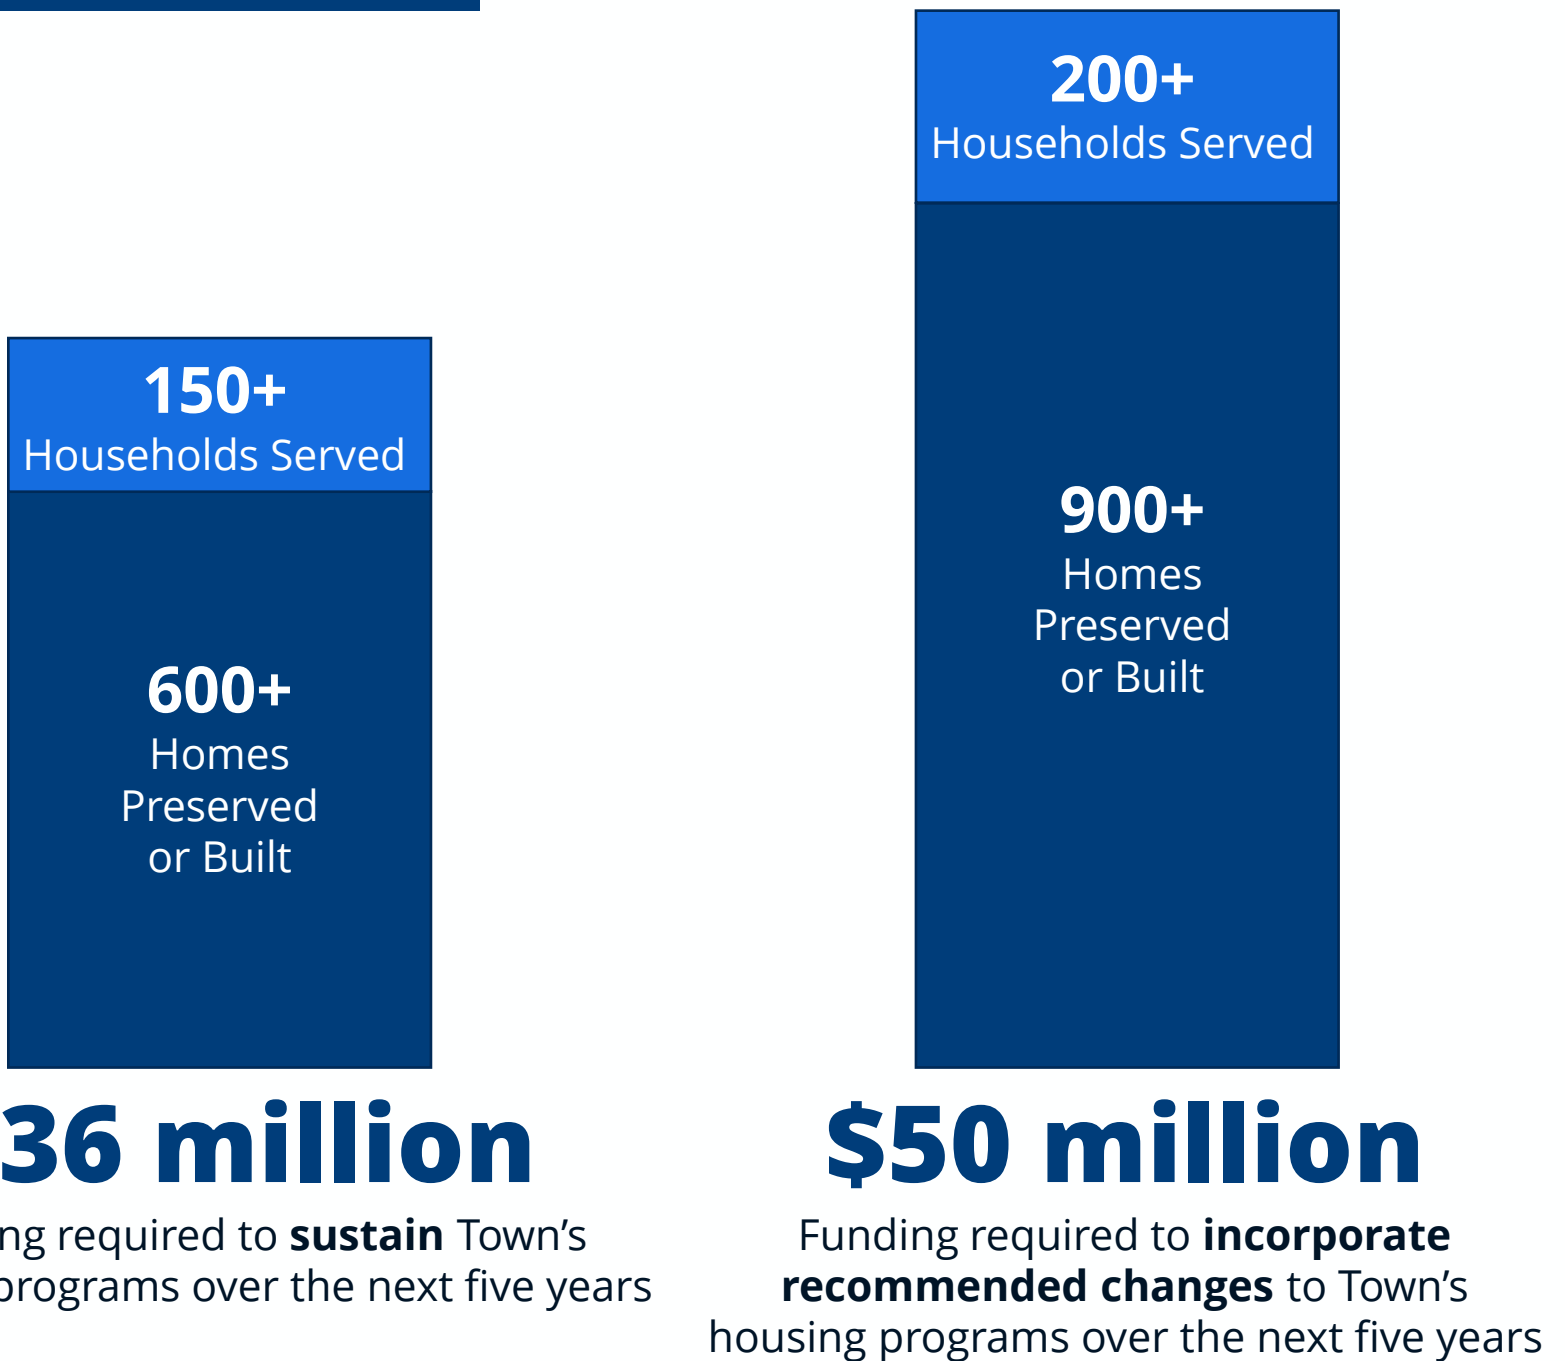 150+
Households Served
600+
Homes
Preserved
or Built
36 million
ng required to sustain Town’s
programs over the next five years
200+
Households Served
900+
Homes
Preserved
or Built
$50 million
Funding required to incorporate
recommended changes to Town’s
housing programs over the next five years